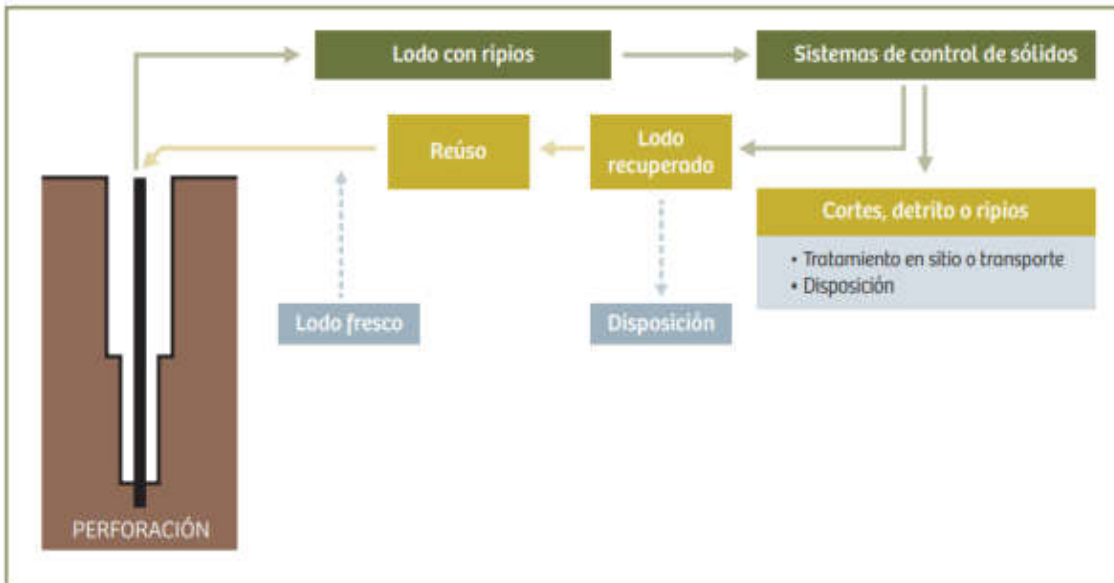 Lodo con ripios
Sistemas de control de sólidos
Reúso
Lodo
recuperado
Cortes, detrito o ripios
• Tratamiento en sitio o transporte
• Disposición
Lodo fresco
Disposición
PERFORACIÓN